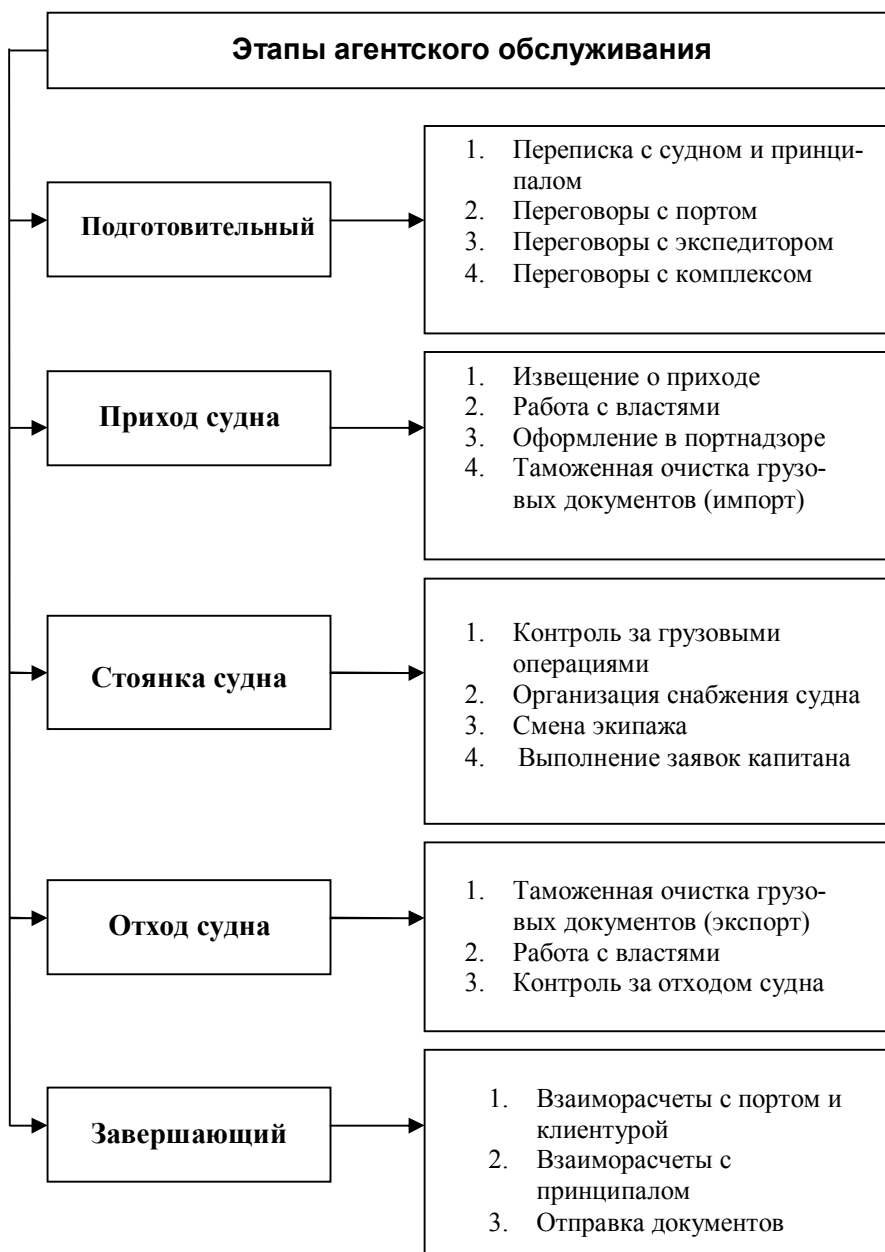 Этапы агентского обслуживания
Подготовительный
1. Переписка с судном и принци-
палом
2. Переговоры с портом
3. Переговоры с экспедитором
4. Переговоры с комплексом
Приход судна
1. Извещение о приходе
2. Работа с властями
3. Оформление в портнадзоре
4. Таможенная очистка грузо-
вых документов (импорт)
Стоянка судна
1. Контроль за грузовыми
операциями
2. Организация снабжения судна
3. Смена экипажа
4. Выполнение заявок капитана
Отход судна
1. Таможенная очистка грузо-
вых документов (экспорт)
2. Работа с властями
3. Контроль за отходом судна
Завершающий
1. Взаиморасчеты с портом и
клиентурой
2. Взаиморасчеты с
принципалом
3. Отправка документов